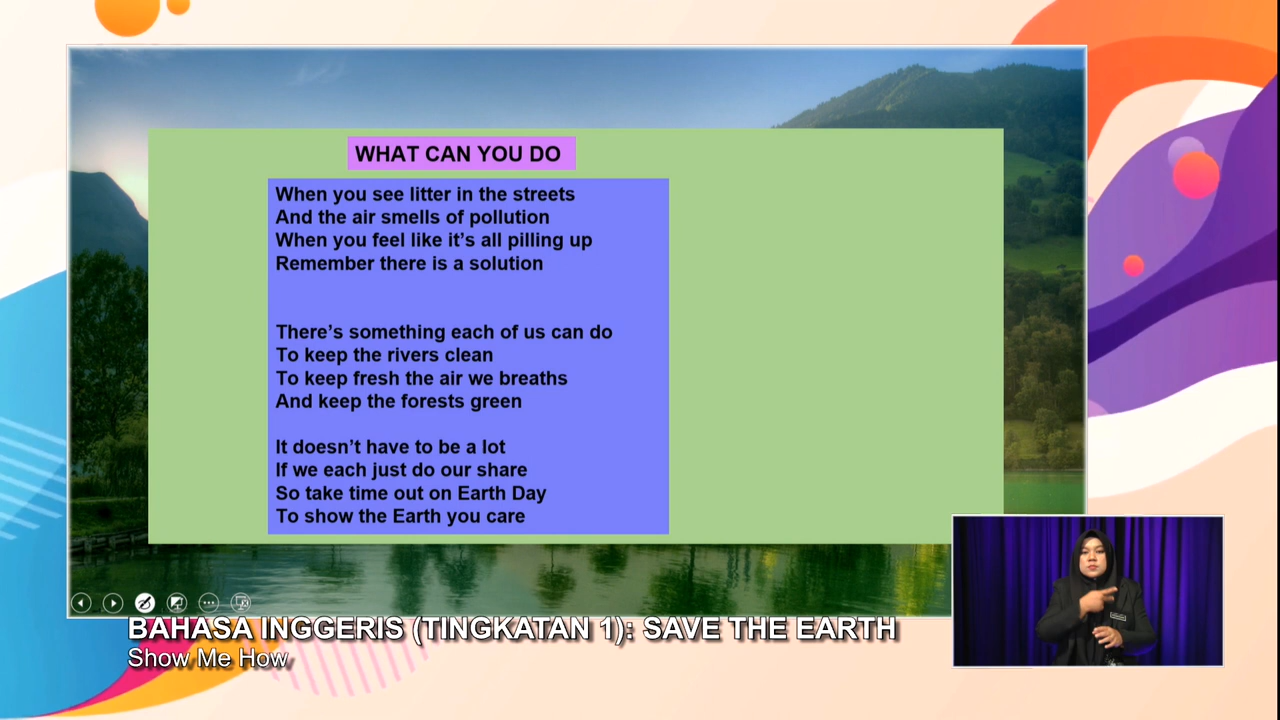 WHAT CAN YOU DO
When you see litter in the streets
And the air smells of pollution
When you feel like it’s all pilling up
Remember there is a solution
There’s something each of us can do
To keep the rivers clean
To keep fresh the air we breaths
And keep the forests green
It doesn’t have to be a lot
If we each just do our share
So take time out on Earth Day
To show the Earth you care
BAHASA INGGERIS (TINGKATAN 1): SAVE THE EARTH
Show Me How